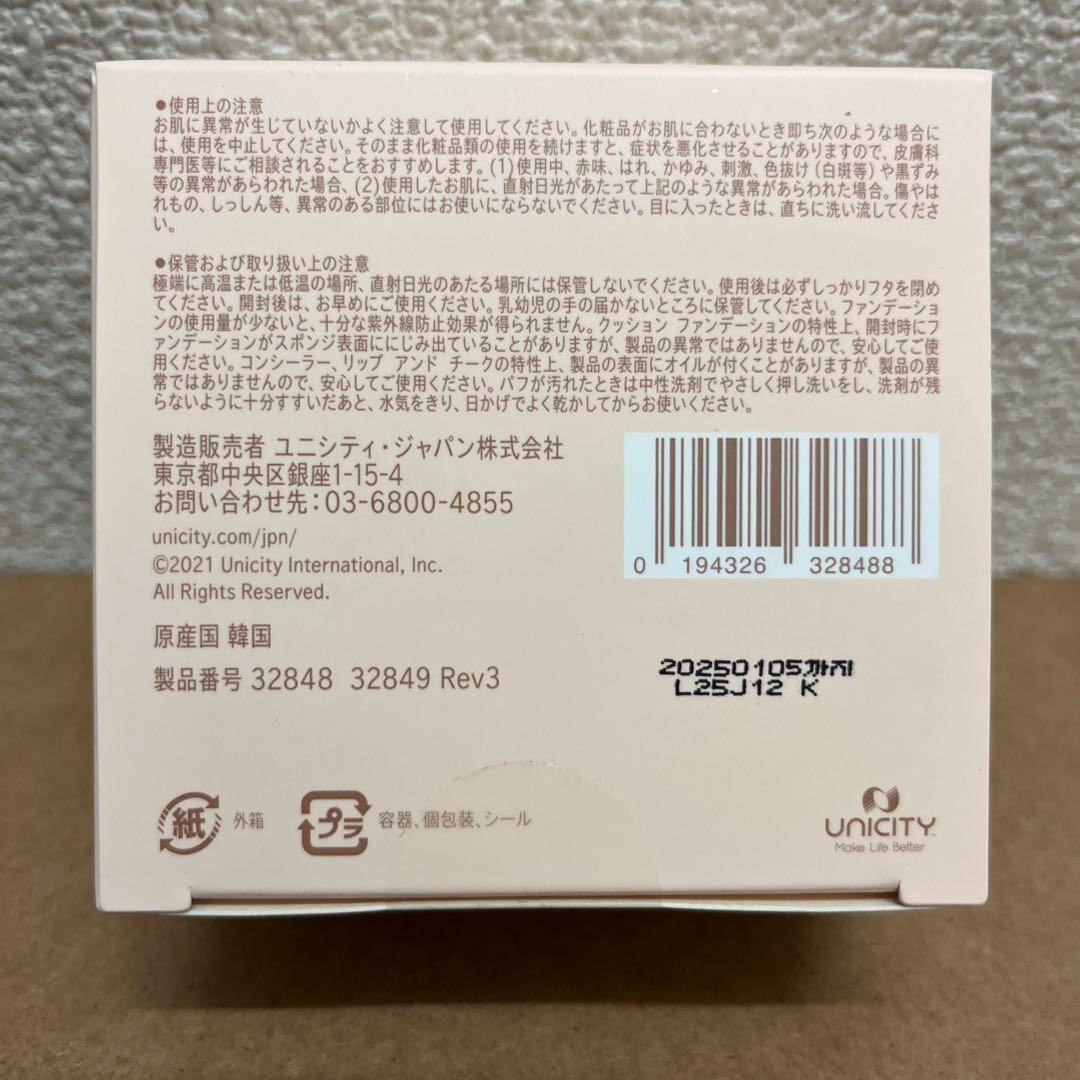 ●使用上の注意
お肌に異常が生じていないかよく注意して使用してください。化粧品がお肌に合わないとき即ち次のような場合に
は、使用を中止してください。そのまま化粧品類の使用を続けますと、症状を悪化させることがありますので、皮膚科
専門医等にご相談されることをおすすめします。(1)使用中、赤味、はれ、かゆみ、刺激、色抜け(白斑等)や黒ずみ
等の異常があらわれた場合、(2)使用したお肌に、直射日光があたって上記のような異常があらわれた場合。傷やは
れもの、しっしん等、異常のある部位にはお使いにならないでください。目に入ったときは、直ちに洗い流してくださ
い。
●保管および取り扱い上の注意
極端に高温または低温の場所、直射日光のあたる場所には保管しないでください。使用後は必ずしっかりフタを閉め
てください。開封後は、お早めにご使用ください。乳幼児の手の届かないところに保管してください。ファンデーショ
ンの使用量が少ないと、十分な紫外線防止効果が得られません。クッション ファンデーションの特性上、開封時にフ
ァンデーションがスポンジ表面ににじみ出ていることがありますが、製品の異常ではありませんので、安心してご使
用ください。コンシーラー、リップ アンド チークの特性上、製品の表面にオイルが付くことがありますが、製品の異
常ではありませんので、安心してご使用ください。パフが汚れたときは中性洗剤でやさしく押し洗いをし、洗剤が残
らないように十分すすいだあと、水気をきり、日かげでよく乾かしてからお使いください。
製造販売者 ユニシティ・ジャパン株式会社
東京都中央区銀座1-15-4
お問い合わせ先：03-6800-4855
unicity.com/jpn/
©2021 Unicity International, Inc.
All Rights Reserved.
原産国 韓国
製品番号 32848 32849 Rev3
0 194326 328488
20250105까지
L25J12 K
紙 外箱
プラ 容器、個包装、シール
UNICITY
Make Life Better